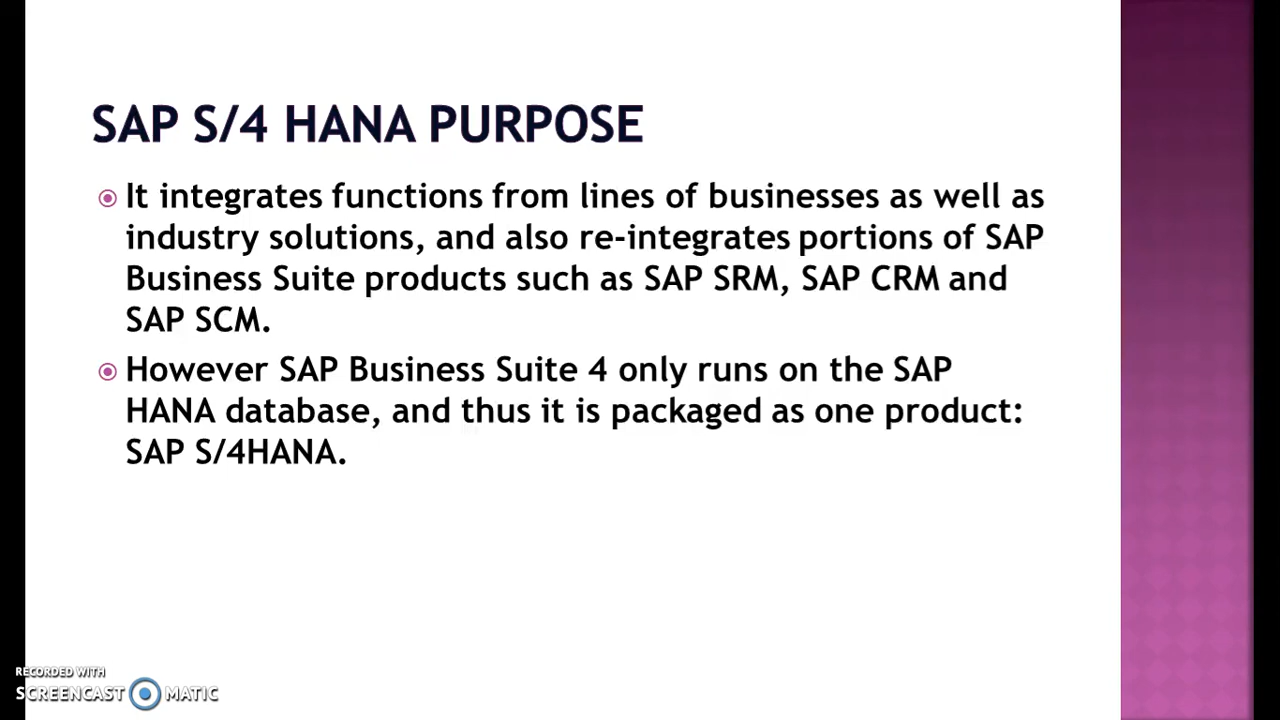 SAP S/4 HANA PURPOSE
It integrates functions from lines of businesses as well as
industry solutions, and also re-integrates portions of SAP
Business Suite products such as SAP SRM, SAP CRM and
SAP SCM.
However SAP Business Suite 4 only runs on the SAP
HANA database, and thus it is packaged as one product:
SAP S/4HANA.
RECORDED WITH
SCREENCAST MATIC